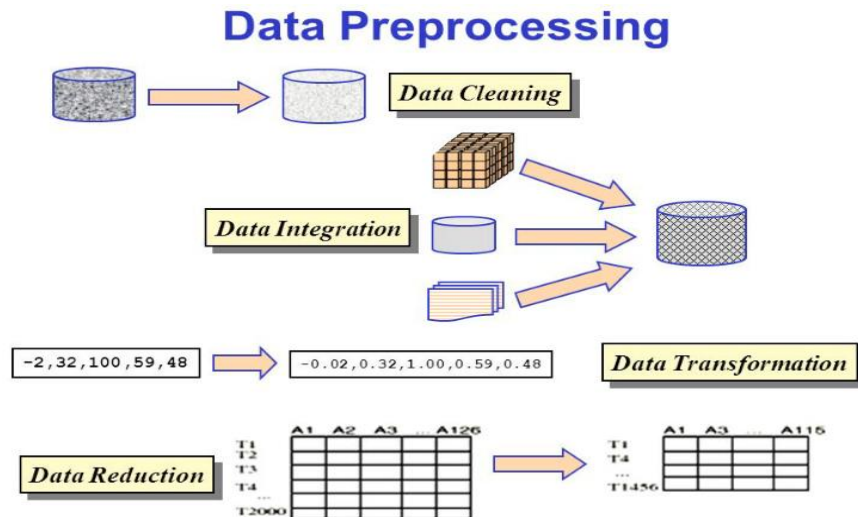 Data Preprocessing
Data Cleaning
Data Integration
-2,32,100,59,48
-0.02,0.32,1.00,0.59,0.48
Data Transformation
Data Reduction
A1 A2 A3 ... A126
T1
T2
T3
T4
...
T2000
A1 A3 ... A115
T1
T4
...
T1456